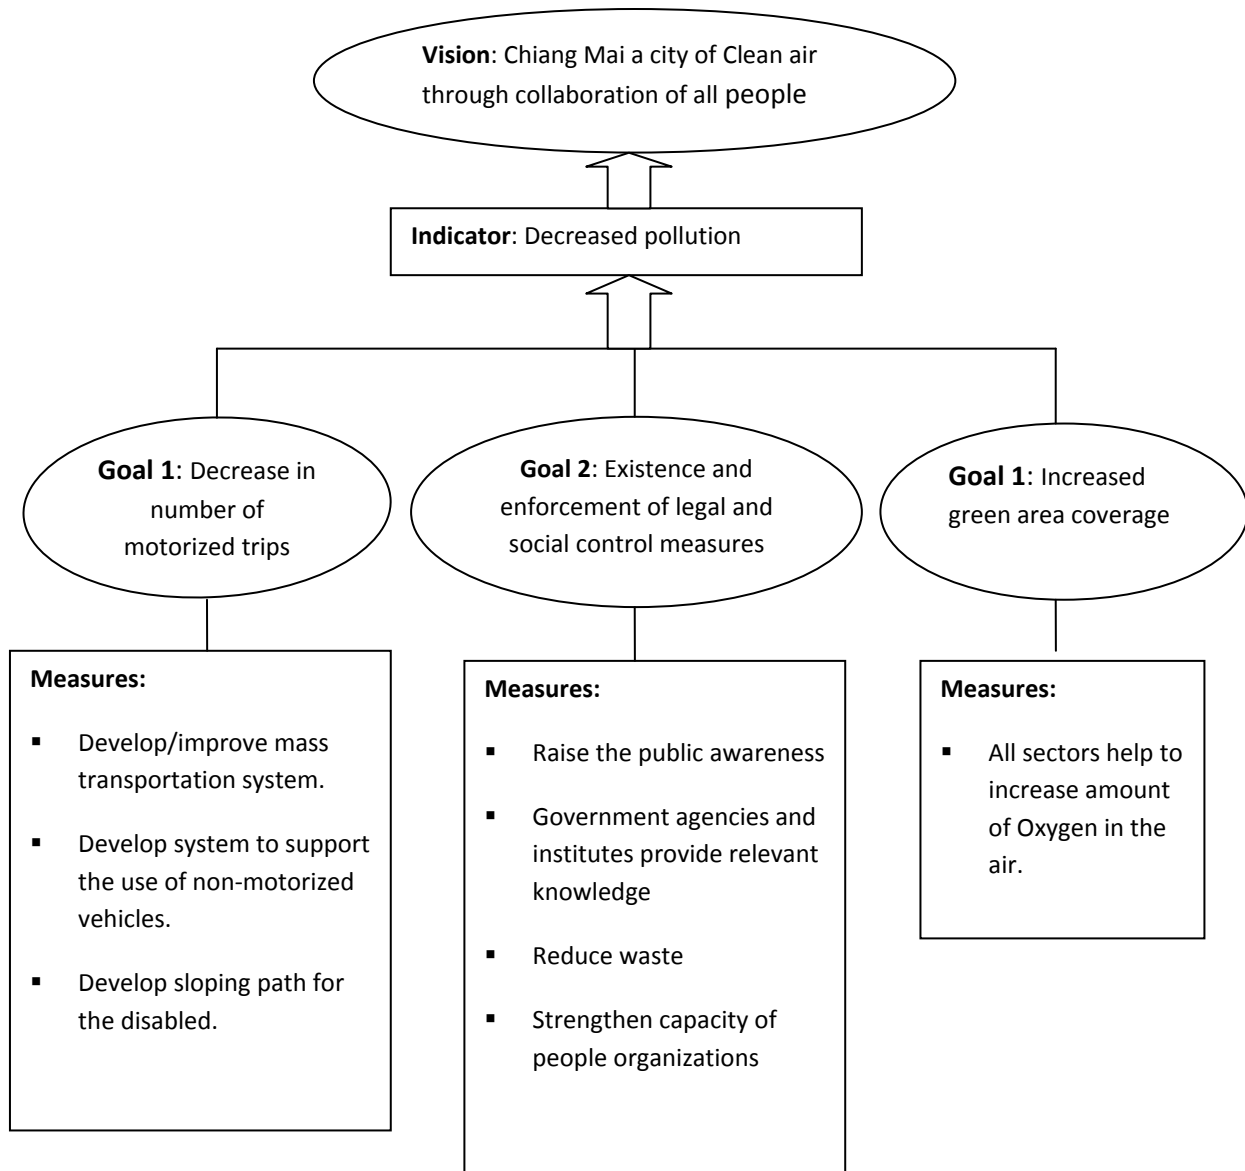 Vision: Chiang Mai a city of Clean air
through collaboration of all people
Indicator: Decreased pollution
Goal 1: Decrease in
number of
motorized trips
Goal 2: Existence and
enforcement of legal and
social control measures
Goal 1: Increased
green area coverage
Measures:
▪ Develop/improve mass
transportation system.
▪ Develop system to support
the use of non-motorized
vehicles.
▪ Develop sloping path for
the disabled.
Measures:
▪ Raise the public awareness
▪ Government agencies and
institutes provide relevant
knowledge
▪ Reduce waste
▪ Strengthen capacity of
people organizations
Measures:
▪ All sectors help to
increase amount
of Oxygen in the
air.